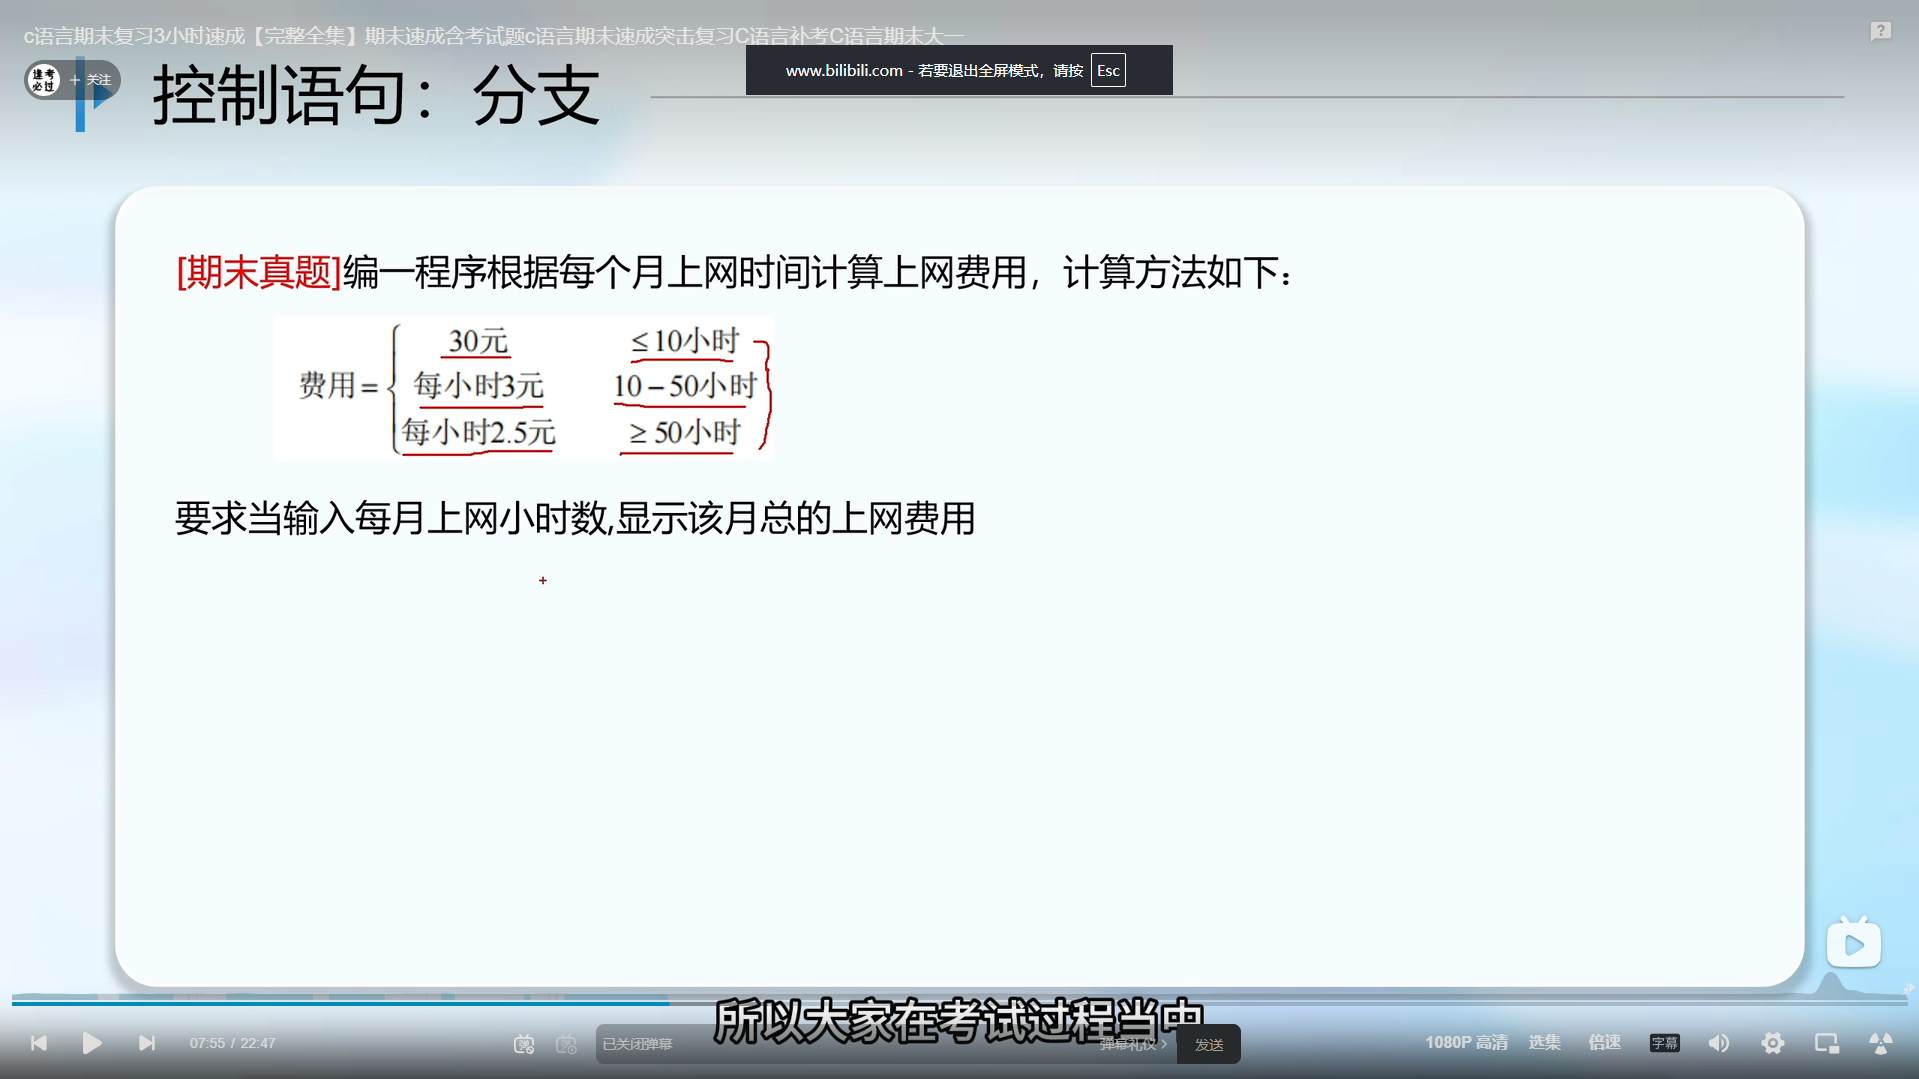 c语言期末复习3小时速成【完整全集】期末速成含考试题c语言期末速成突击复习C语言补考C语言期末大一
www.bilibili.com - 若要退出全屏模式，请按 Esc
逢考必过
+ 关注
控制语句：分支
[期末真题]编一程序根据每个月上网时间计算上网费用，计算方法如下：
30元 ≤10小时
费用= 每小时3元 10－50小时
每小时2.5元 ≥50小时
要求当输入每月上网小时数,显示该月总的上网费用
所以大家在考试过程当中
07:55 / 22:47
已关闭弹幕
弹幕礼仪 >
发送
1080P 高清
选集
倍速
字幕